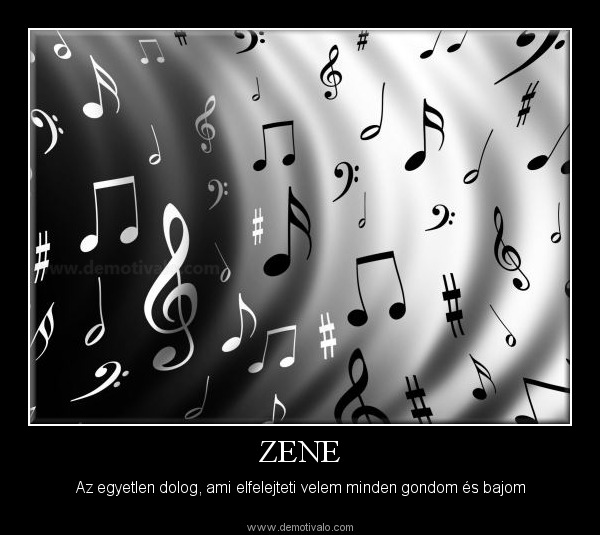 www.demotivalo.com
ZENE
Az egyetlen dolog, ami elfelejteti velem minden gondom és bajom
www.demotivalo.com